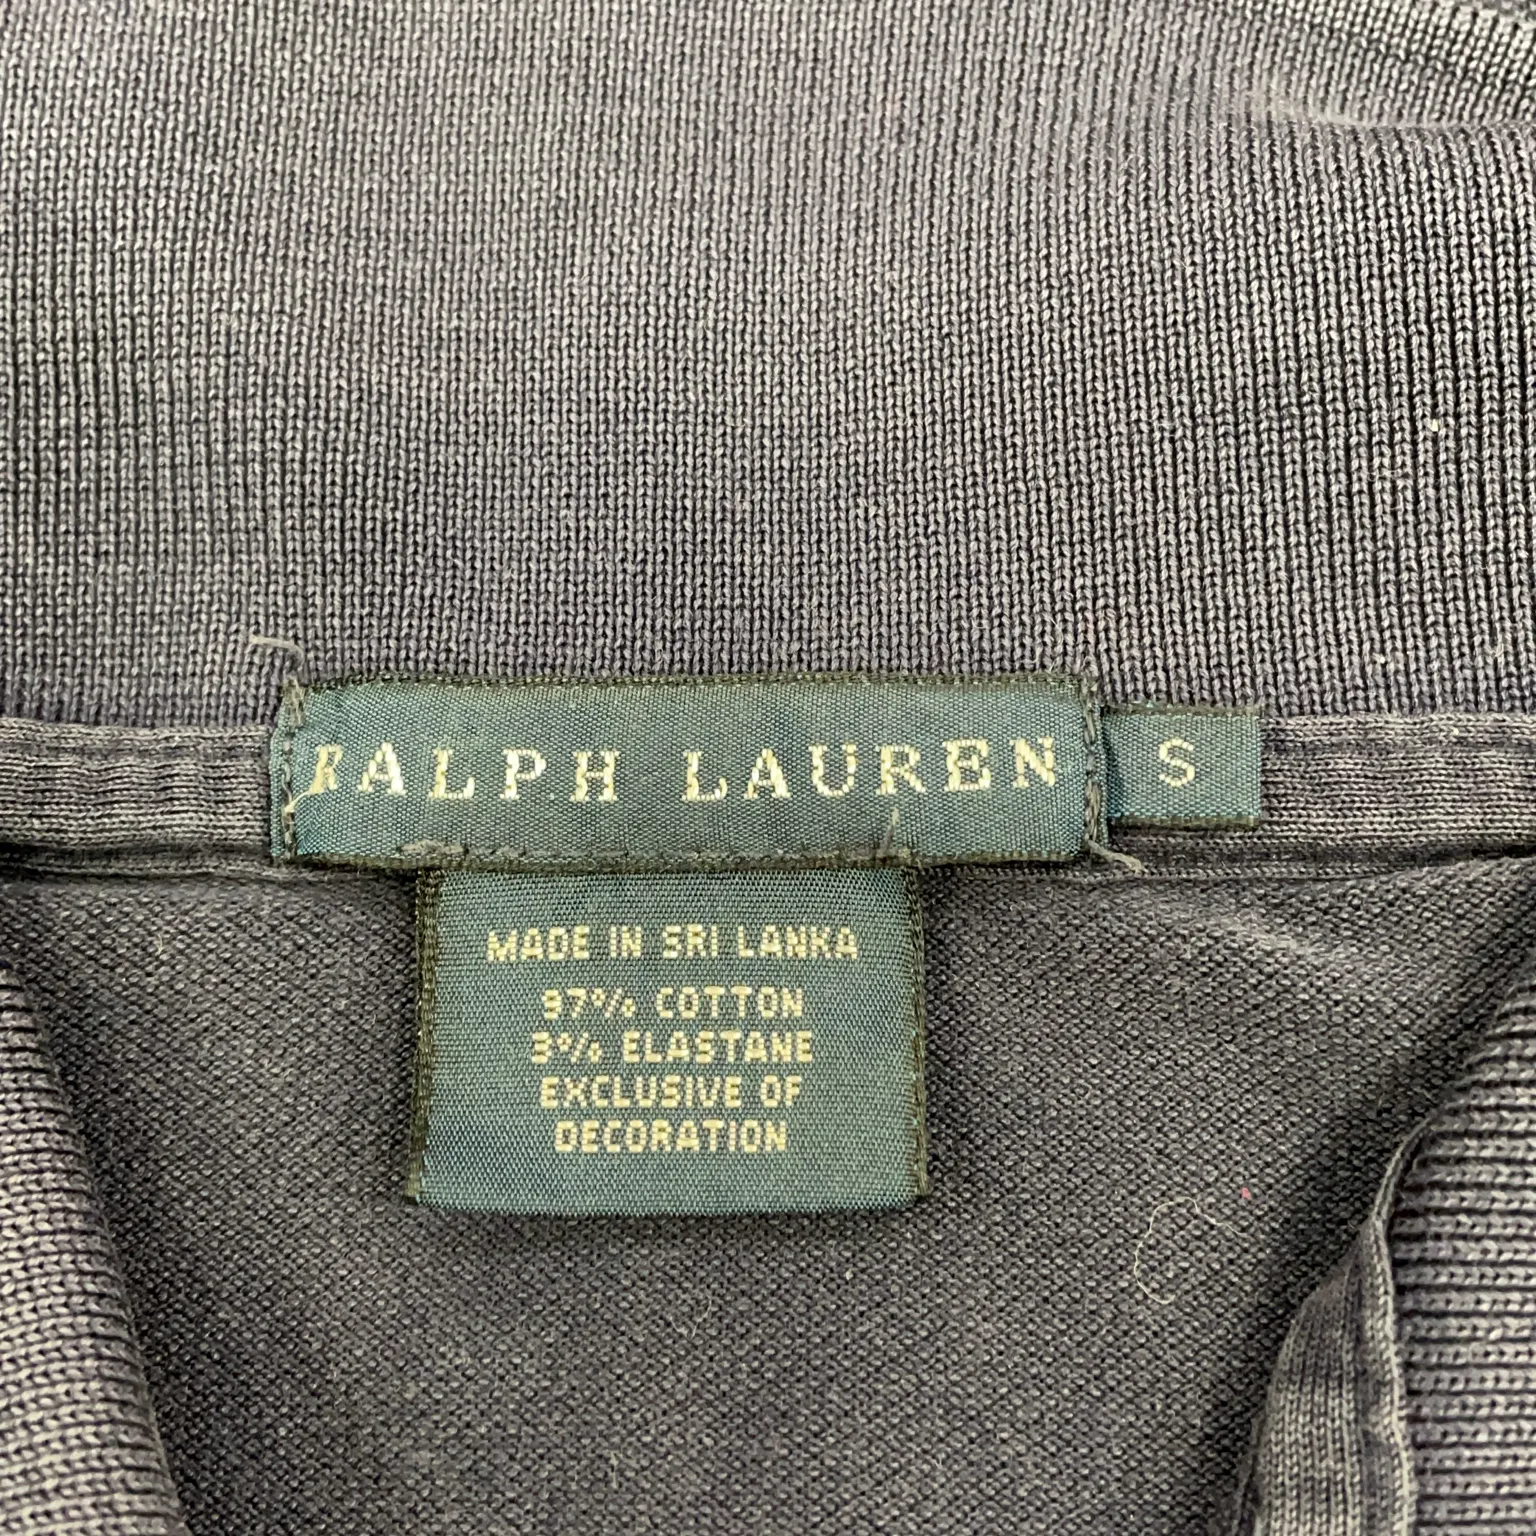 RALPH LAUREN S
MADE IN SRI LANKA
97% COTTON
3% ELASTANE
EXCLUSIVE OF
DECORATION